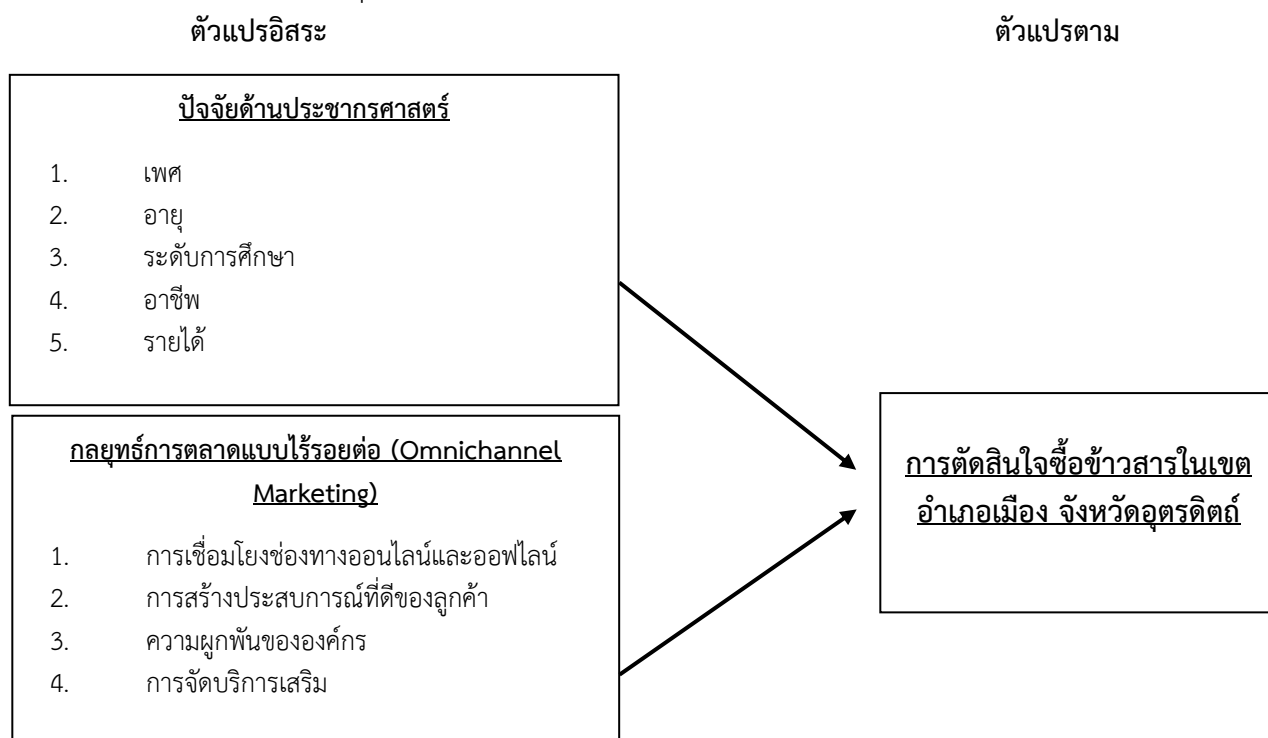 ตัวแปรอิสระ
ตัวแปรตาม
ปัจจัยด้านประชากรศาสตร์
1. เพศ
2. อายุ
3. ระดับการศึกษา
4. อาชีพ
5. รายได้
กลยุทธ์การตลาดแบบไร้รอยต่อ (Omnichannel
Marketing)
1. การเชื่อมโยงช่องทางออนไลน์และออฟไลน์
2. การสร้างประสบการณ์ที่ดีของลูกค้า
3. ความผูกพันขององค์กร
4. การจัดบริการเสริม
การตัดสินใจซื้อข้าวสารในเขต
อำเภอเมือง จังหวัดอุตรดิตถ์